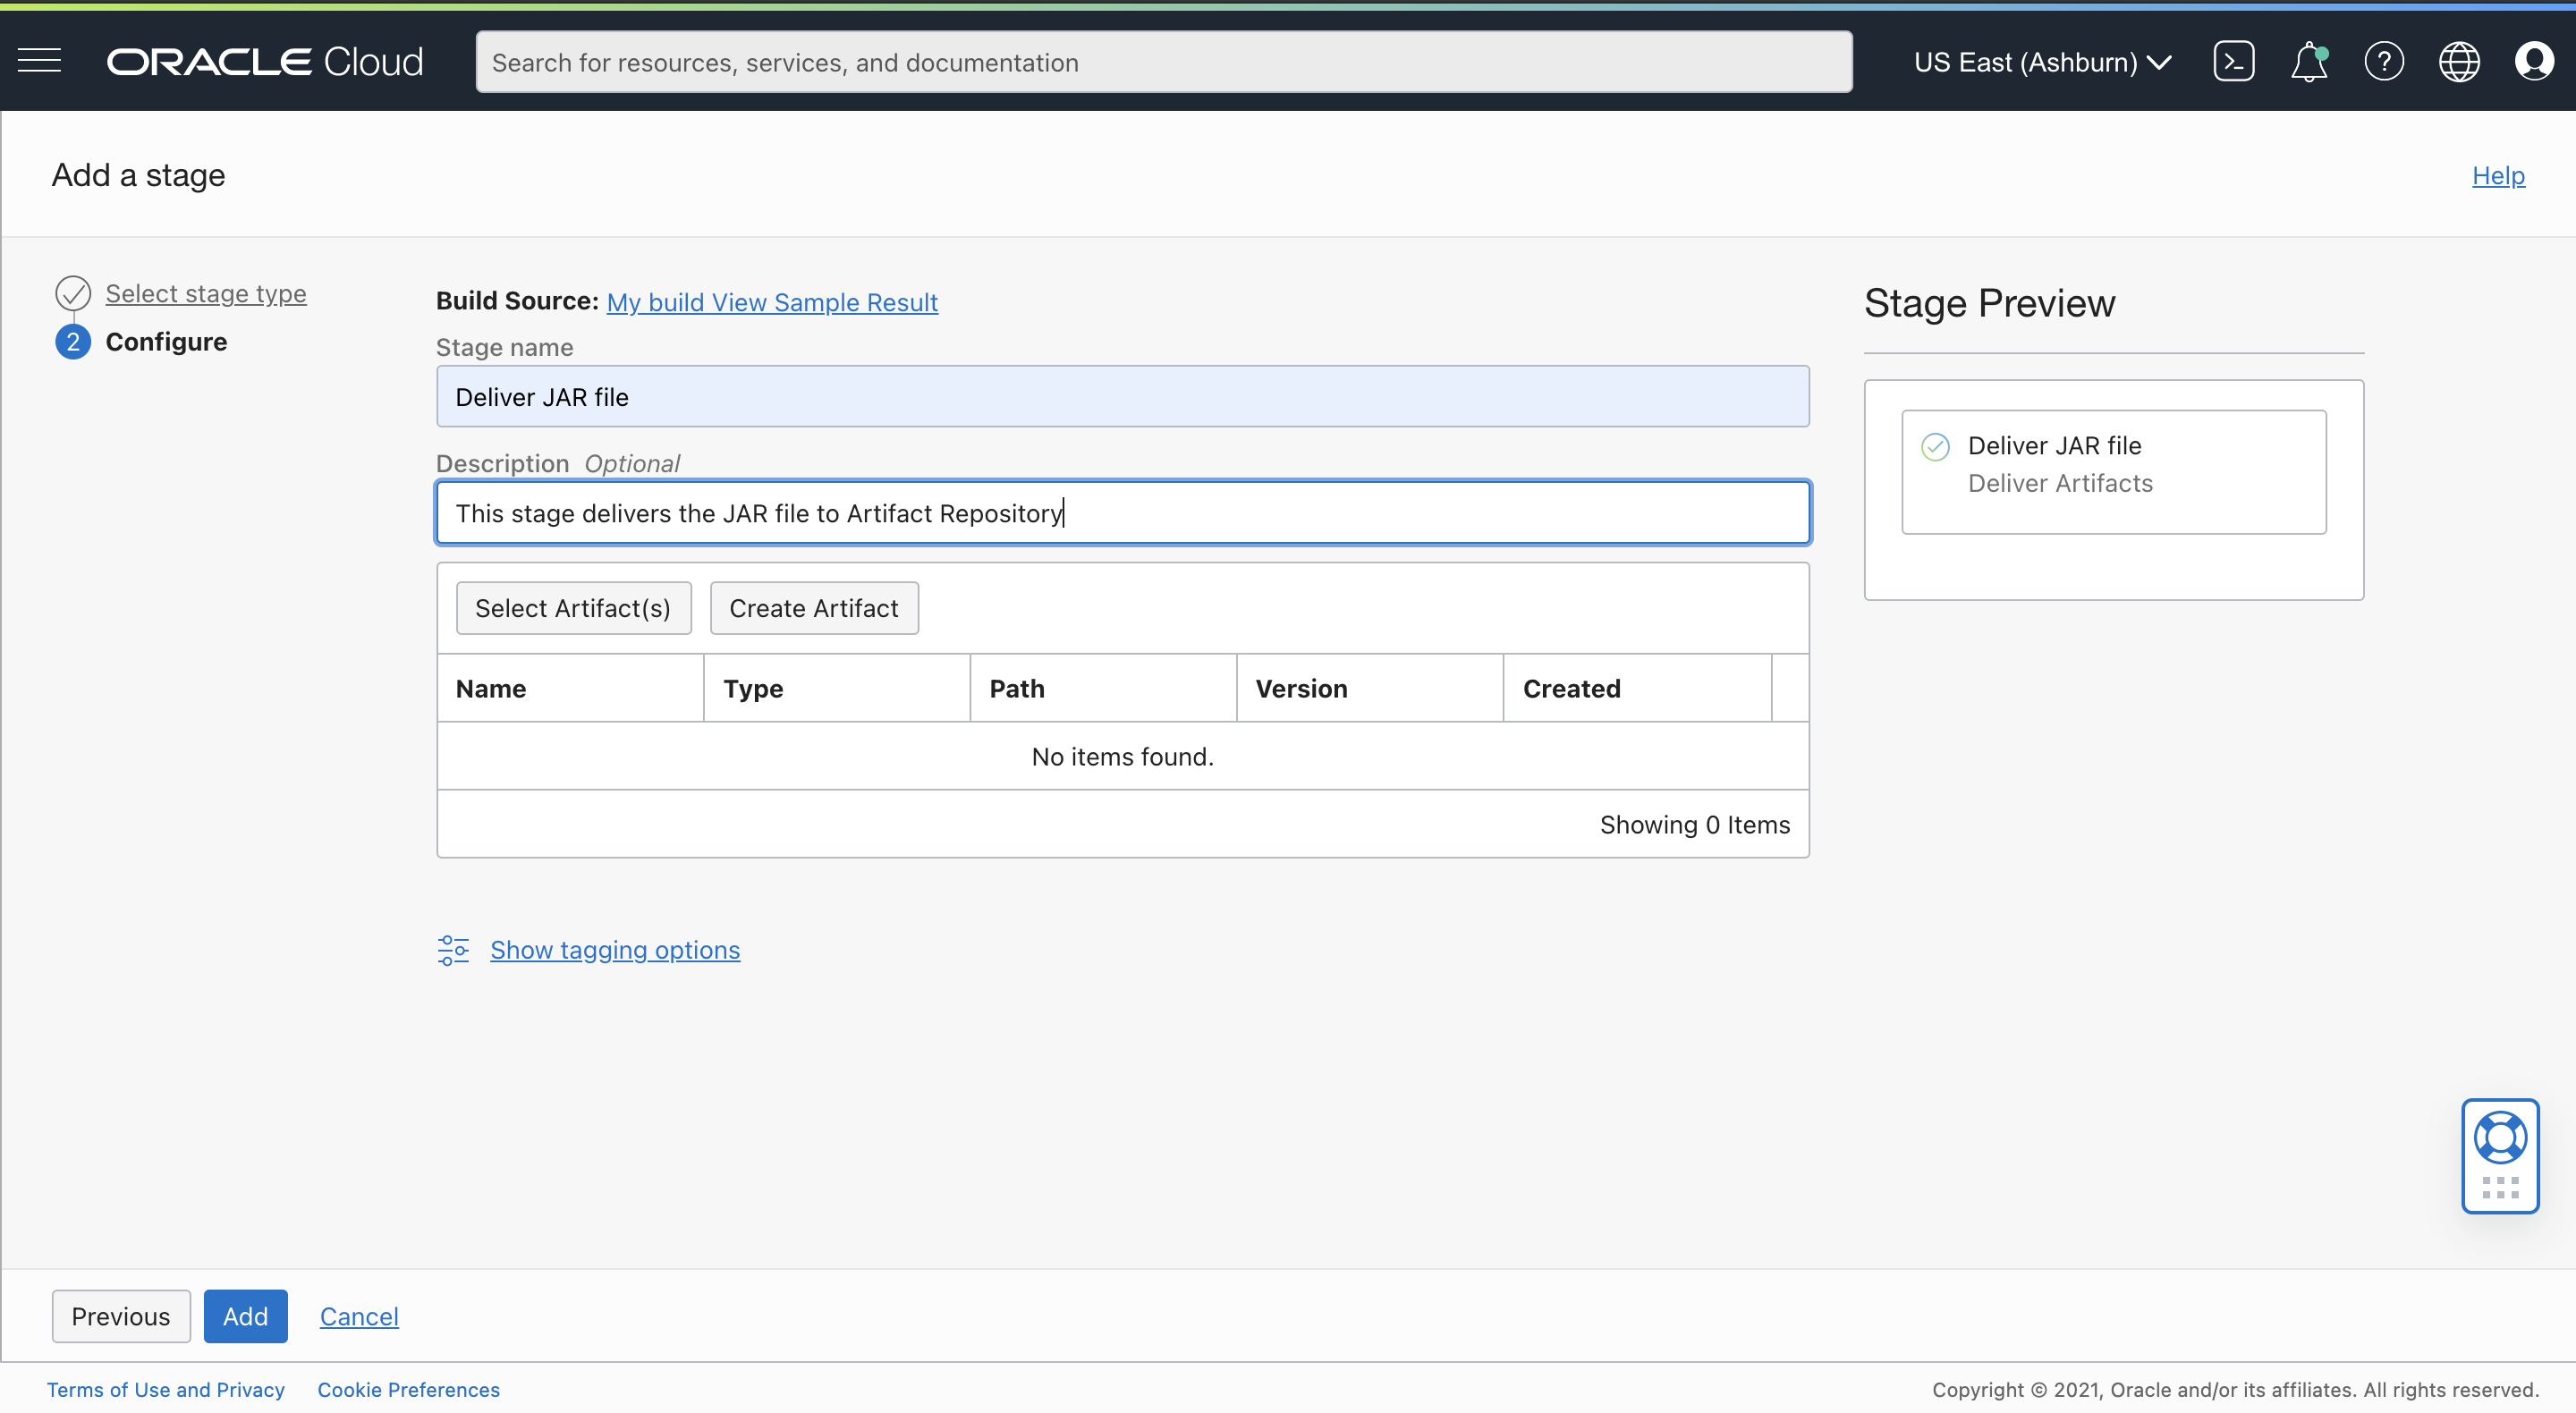 ORACLE Cloud
Search for resources, services, and documentation
US East (Ashburn)
Add a stage
Help
Select stage type
2 Configure
Build Source: My build View Sample Result
Stage name
Deliver JAR file
Description Optional
This stage delivers the JAR file to Artifact Repository
Select Artifact(s) Create Artifact
Name Type Path Version Created
No items found.
Showing 0 Items
Show tagging options
Stage Preview
Deliver JAR file
Deliver Artifacts
Previous Add Cancel
Terms of Use and Privacy Cookie Preferences
Copyright © 2021, Oracle and/or its affiliates. All rights reserved.